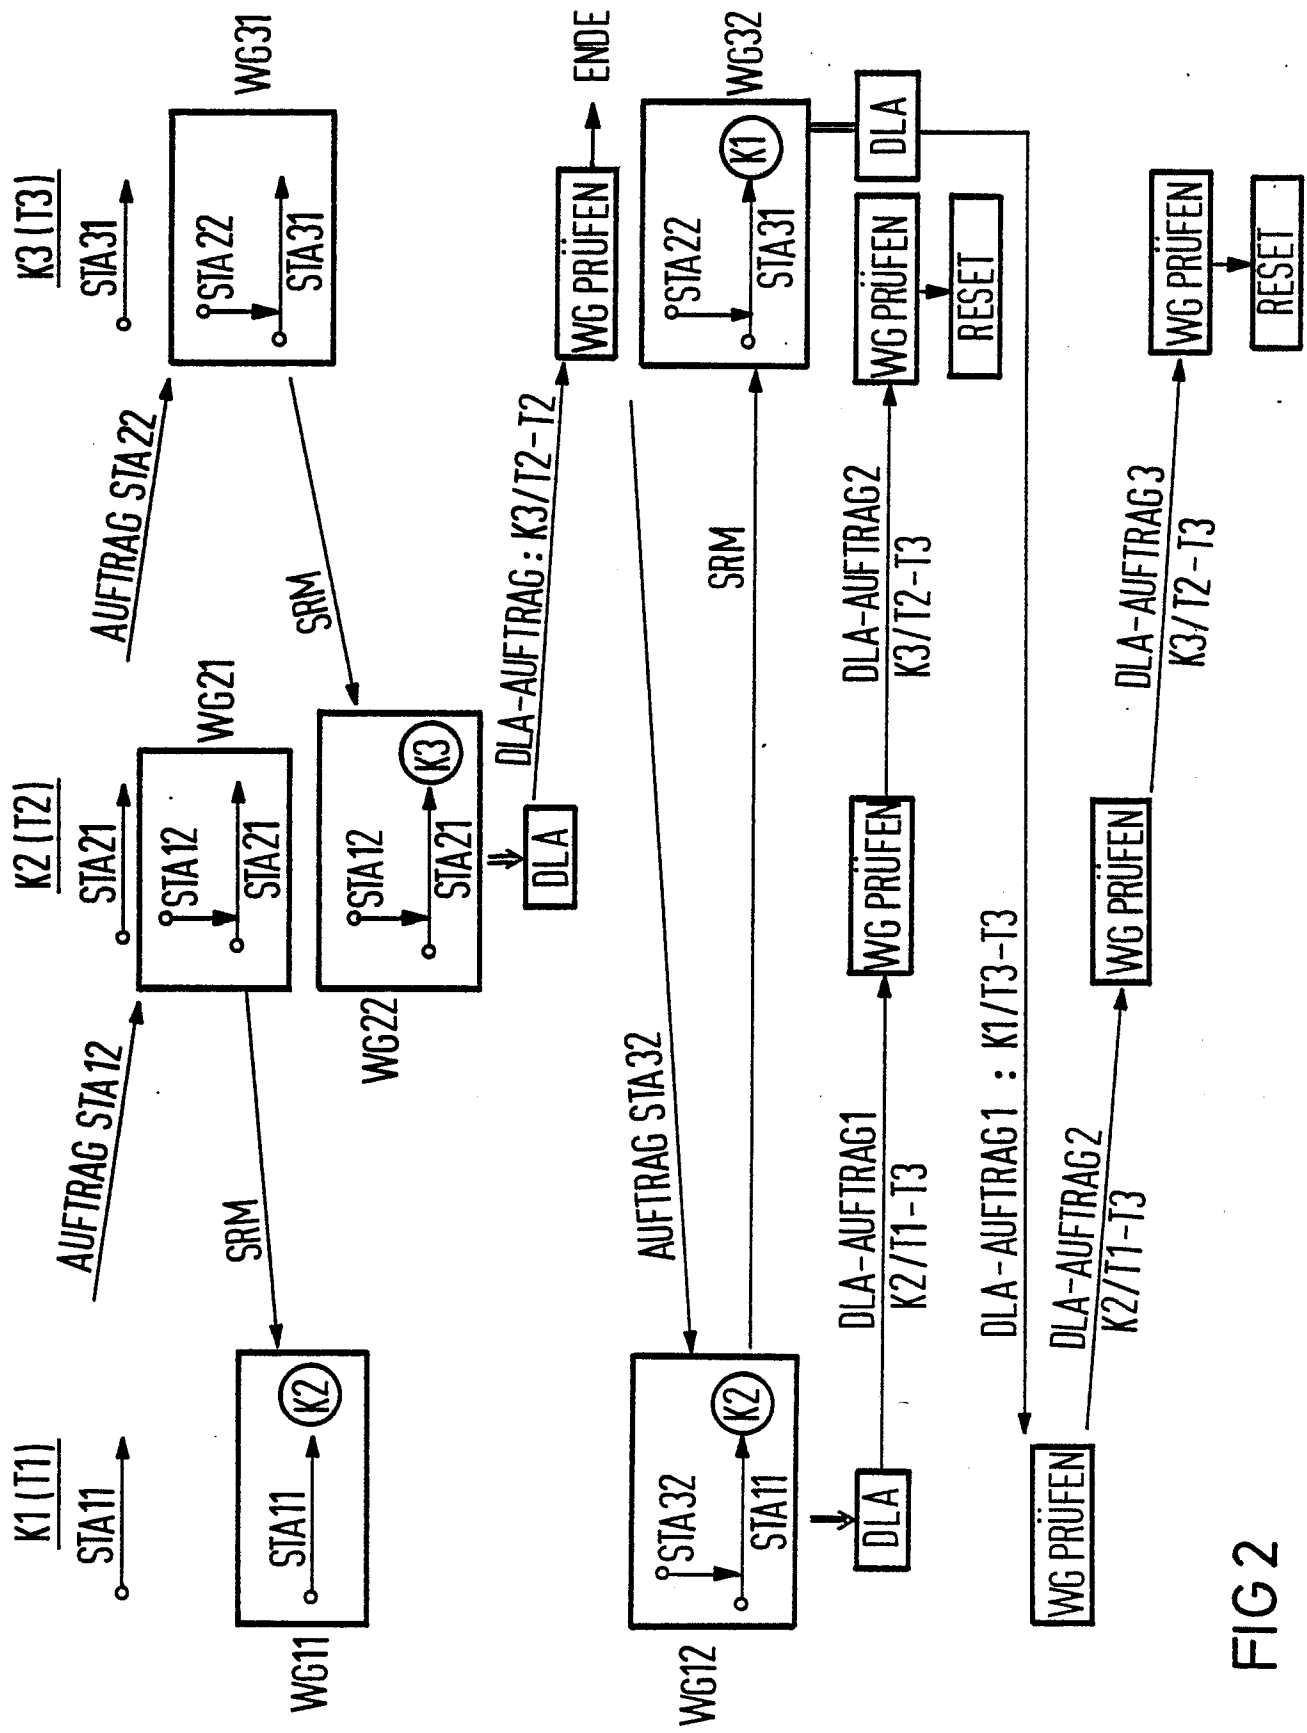 K1 (T1)
K2 (T2)
K3 (T3)
STA11
STA21
STA31
AUFTRAG STA12
AUFTRAG STA22
WG21
STA12
STA21
WG31
STA22
STA31
SRM
SRM
WG11
STA11
K2
WG22
STA12
STA21
K3
DLA
DLA-AUFTRAG : K3/T2-T2
WG PRÜFEN
ENDE
AUFTRAG STA32
WG12
STA32
STA11
K2
SRM
WG32
STA22
STA31
K1
DLA
DLA-AUFTRAG1
K2/T1-T3
WG PRÜFEN
DLA-AUFTRAG2
K3/T2-T3
WG PRÜFEN
RESET
DLA
DLA-AUFTRAG1 : K1/T3-T3
WG PRÜFEN
DLA-AUFTRAG2
K2/T1-T3
WG PRÜFEN
DLA-AUFTRAG3
K3/T2-T3
WG PRÜFEN
RESET
FIG 2